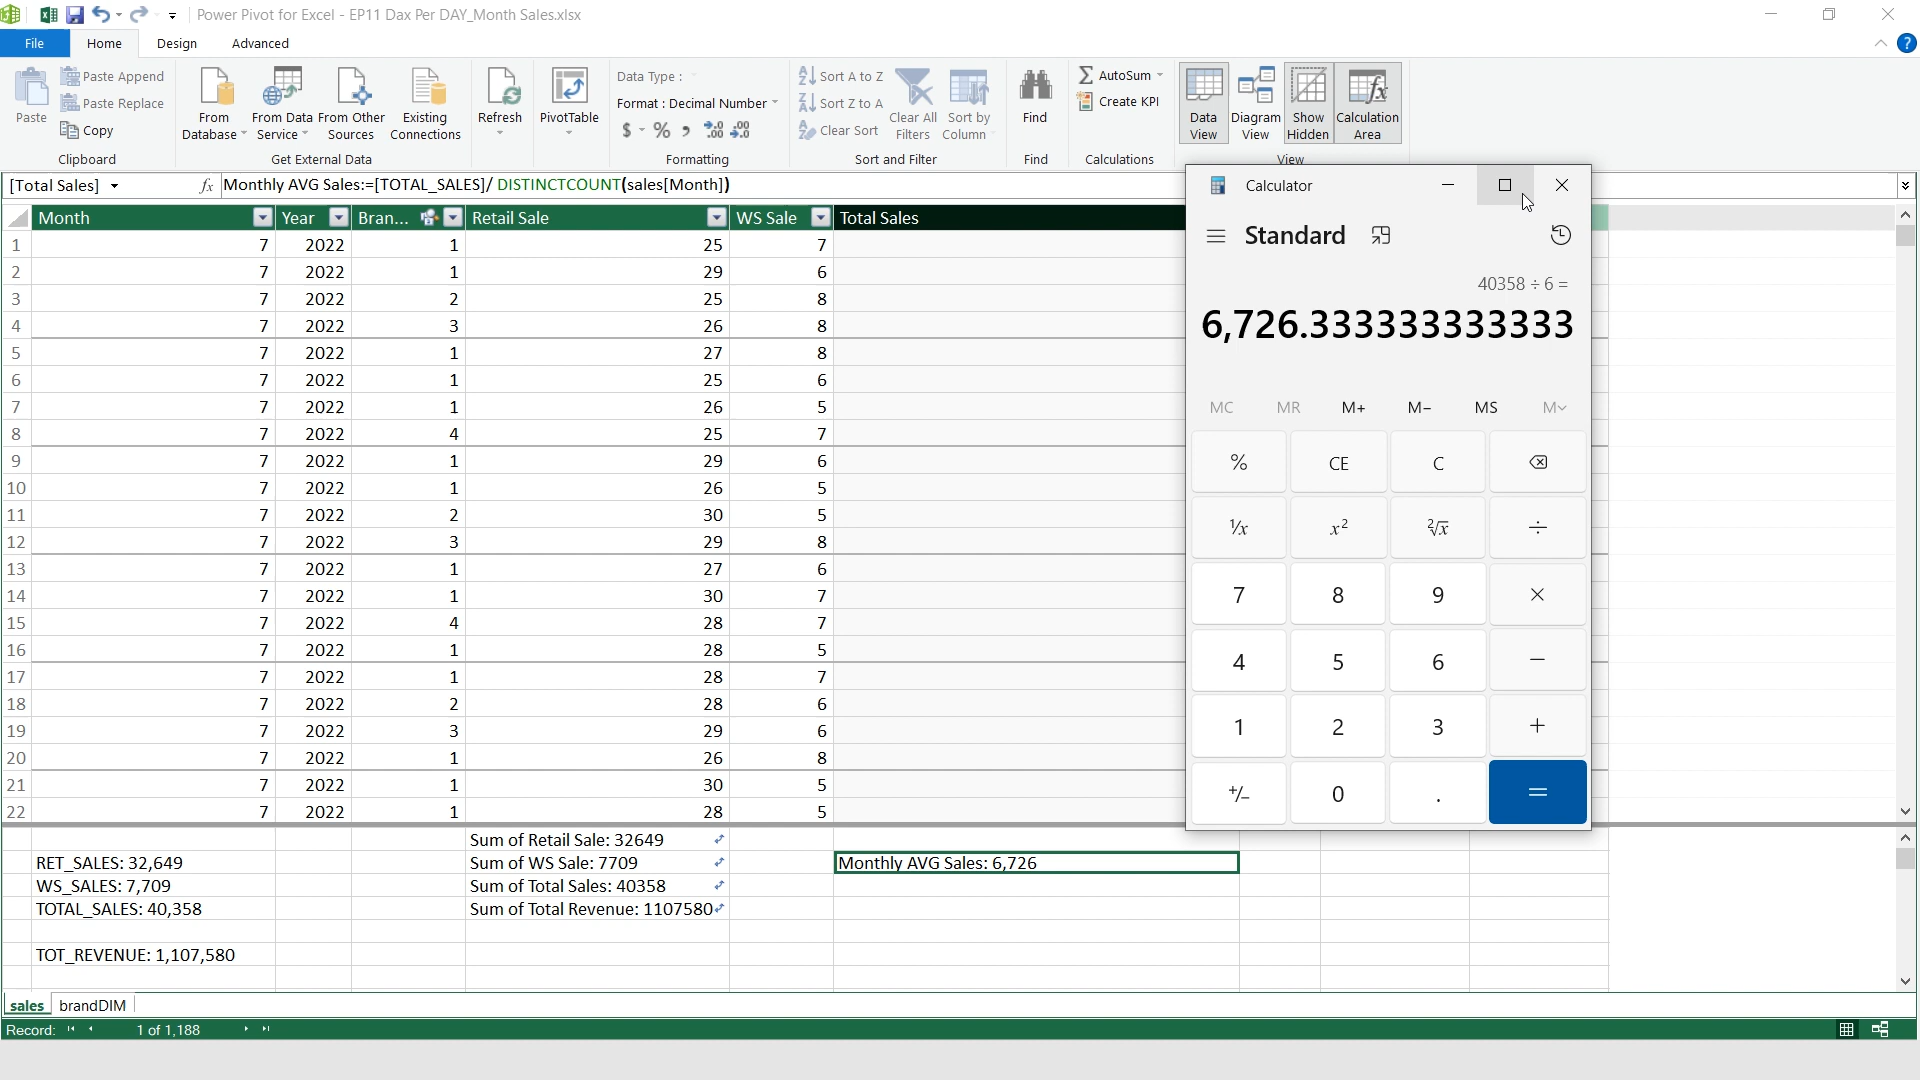 Power Pivot for Excel - EP11 Dax Per DAY_Month Sales.xlsx
File Home Design Advanced
Paste
Paste Append
Paste Replace
Copy
Clipboard
From Database
From Data Service
From Other Sources
Existing Connections
Get External Data
Refresh
PivotTable
Data Type :
Format : Decimal Number
$ % ,
Formatting
Sort A to Z
Sort Z to A
Clear Sort
Clear All Filters
Sort by Column
Sort and Filter
Find
Find
AutoSum
Create KPI
Calculations
Data View
Diagram View
Show Hidden
Calculation Area
View
[Total Sales] fx Monthly AVG Sales:=[TOTAL_SALES]/ DISTINCTCOUNT(sales[Month])
Month Year Bran... Retail Sale WS Sale Total Sales
1 7 2022 1 25 7
2 7 2022 1 29 6
3 7 2022 2 25 8
4 7 2022 3 26 8
5 7 2022 1 27 8
6 7 2022 1 25 6
7 7 2022 1 26 5
8 7 2022 4 25 7
9 7 2022 1 29 6
10 7 2022 1 26 5
11 7 2022 2 30 5
12 7 2022 3 29 8
13 7 2022 1 27 6
14 7 2022 1 30 7
15 7 2022 4 28 7
16 7 2022 1 28 5
17 7 2022 1 28 7
18 7 2022 2 28 6
19 7 2022 3 29 6
20 7 2022 1 26 8
21 7 2022 1 30 5
22 7 2022 1 28 5
Calculator
Standard
40358 ÷ 6 =
6,726.333333333333
MC MR M+ M− MS M
% CE C
⅟x x² ²√x ÷
7 8 9 ×
4 5 6 −
1 2 3 +
+/− 0 . =
Sum of Retail Sale: 32649
RET_SALES: 32,649 Sum of WS Sale: 7709 Monthly AVG Sales: 6,726
WS_SALES: 7,709 Sum of Total Sales: 40358
TOTAL_SALES: 40,358 Sum of Total Revenue: 1107580
TOT_REVENUE: 1,107,580
sales brandDIM
Record: 1 of 1,188